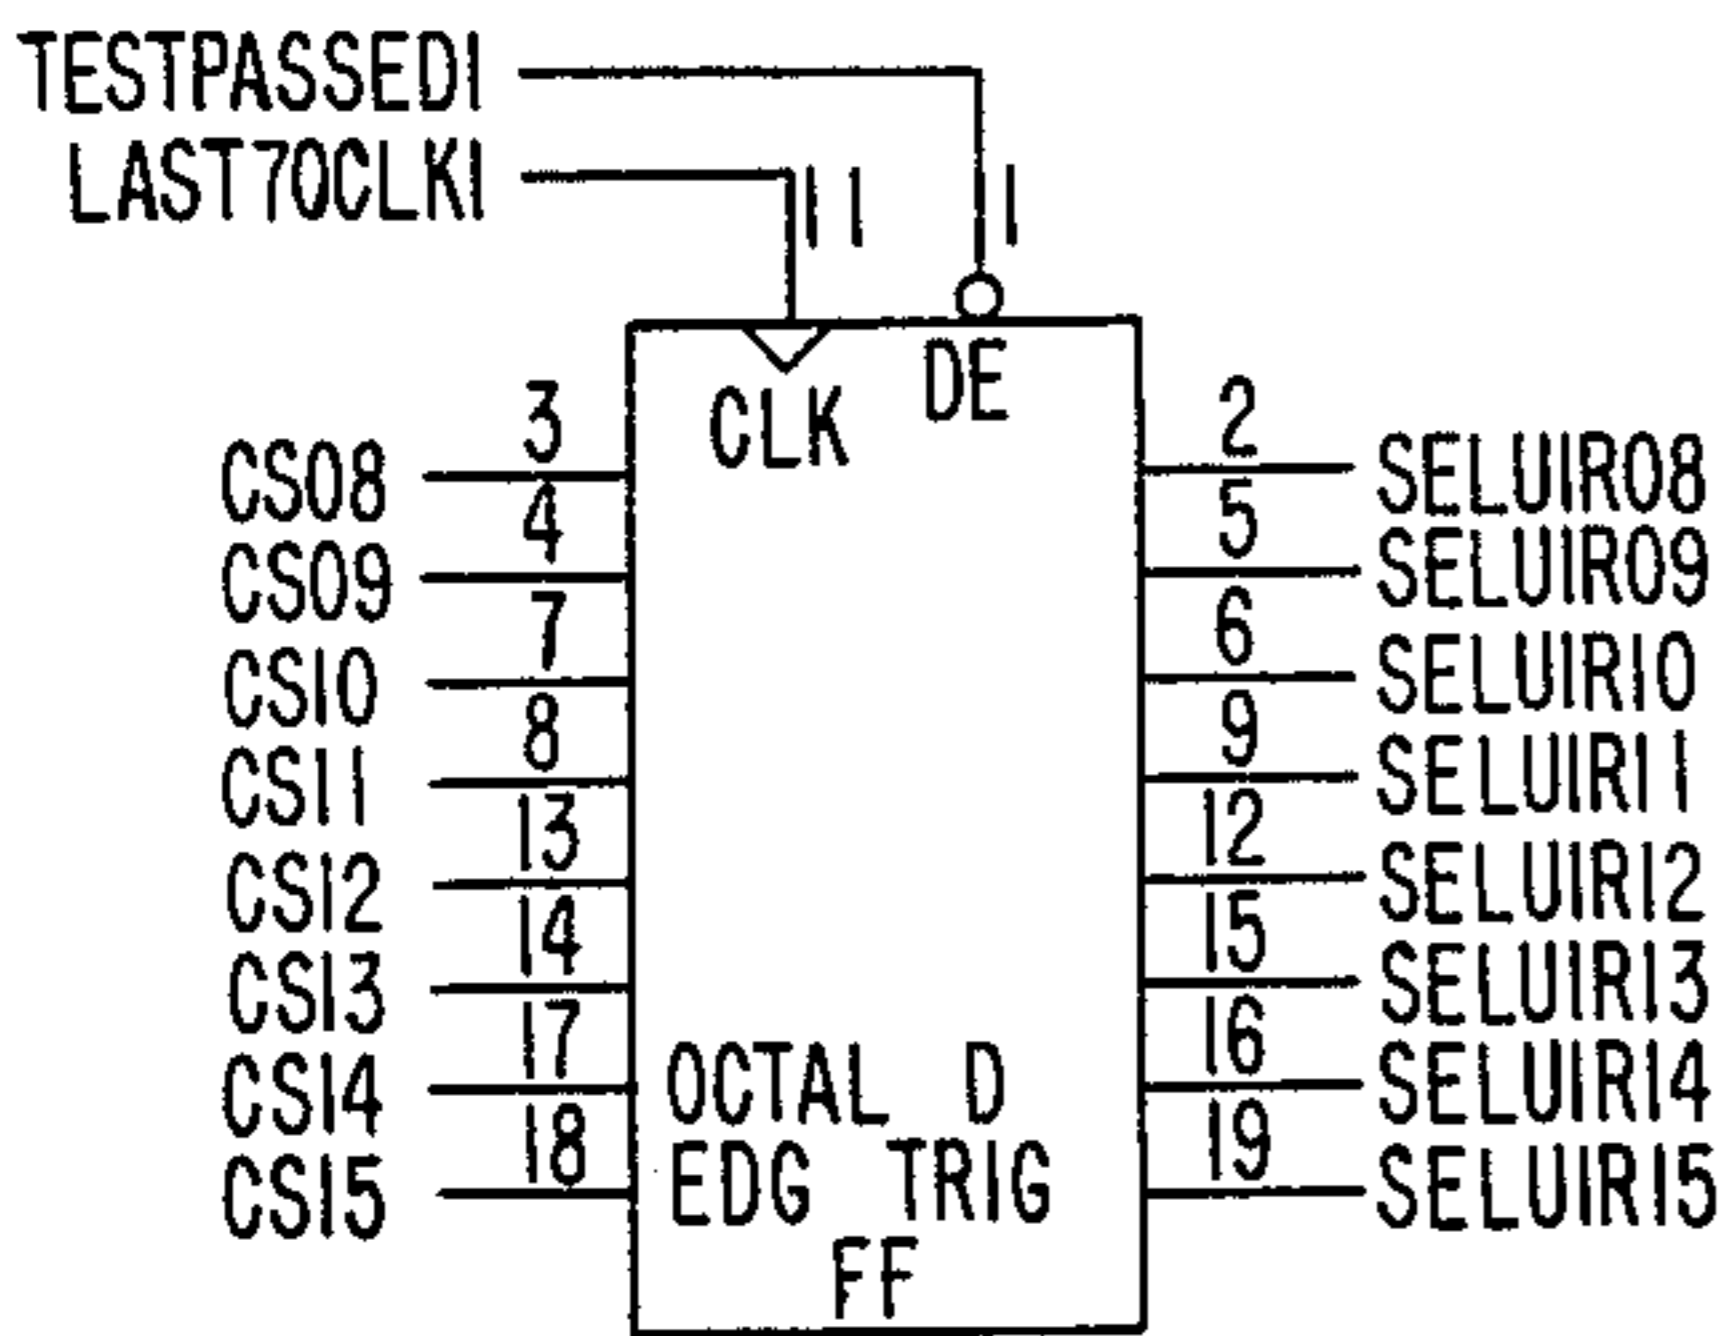 TESTPASSED1
LAST70CLK1
11 1
CLK DE
3 2
CS08 SELUIR08
4 5
CS09 SELUIR09
7 6
CS10 SELUIR10
8 9
CS11 SELUIR11
13 12
CS12 SELUIR12
14 15
CS13 SELUIR13
17 16
CS14 SELUIR14
18 19
CS15 SELUIR15
OCTAL D
EDG TRIG
FF